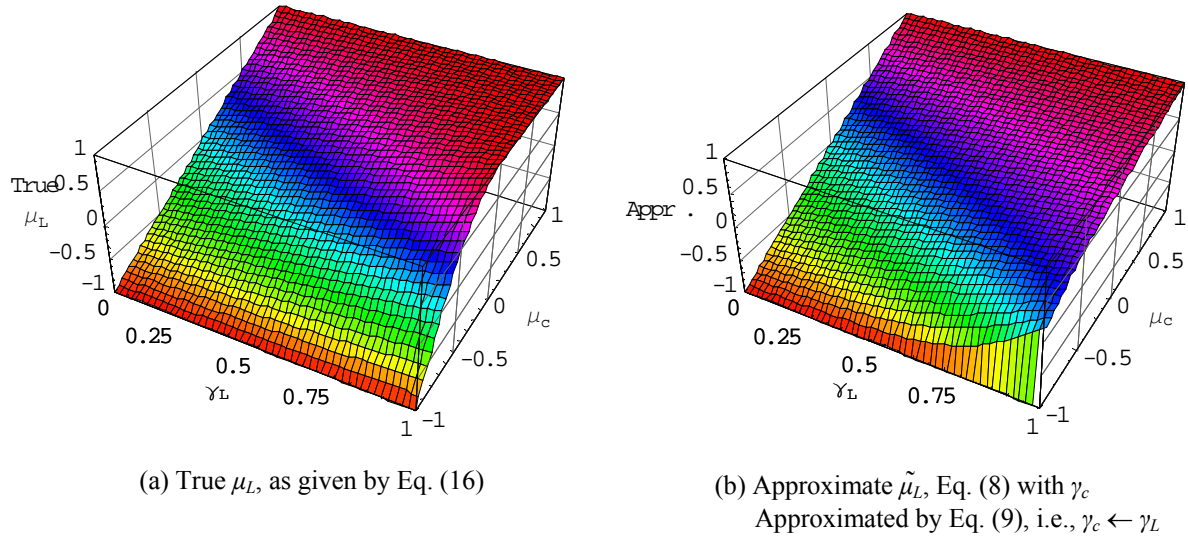 1
True 0.5
μL
0
−0.5
−1
0
0.25
0.5
γL
0.75
1
−1
−0.5
0
μc
0.5
1
(a) True μL, as given by Eq. (16)
1
0.5
Appr .
0
−0.5
−1
0
0.25
0.5
γL
0.75
1
−1
−0.5
0
μc
0.5
1
(b) Approximate μ̃L, Eq. (8) with γc
Approximated by Eq. (9), i.e., γc ← γL